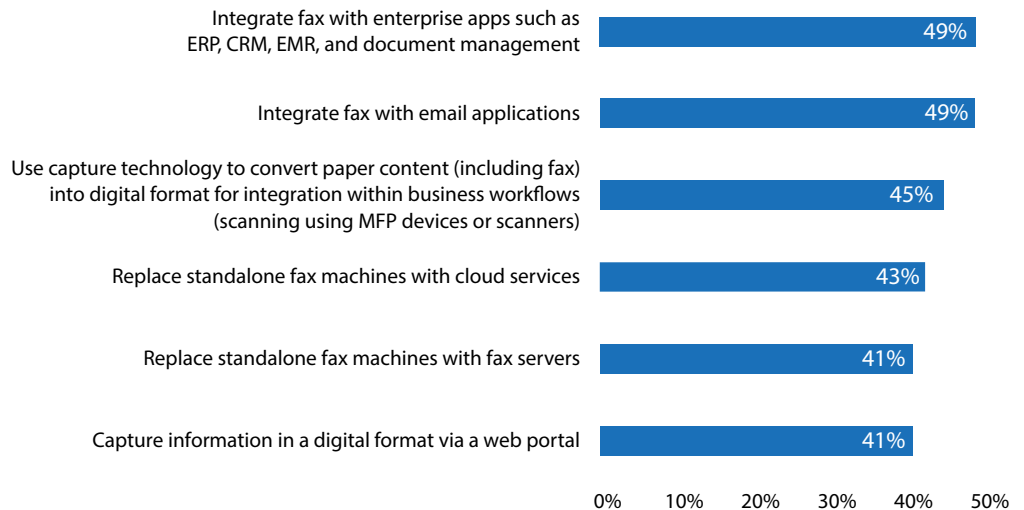 Integrate fax with enterprise apps such as
ERP, CRM, EMR, and document management
49%
Integrate fax with email applications
49%
Use capture technology to convert paper content (including fax)
into digital format for integration within business workflows
(scanning using MFP devices or scanners)
45%
Replace standalone fax machines with cloud services
43%
Replace standalone fax machines with fax servers
41%
Capture information in a digital format via a web portal
41%
0% 10% 20% 30% 40% 50%